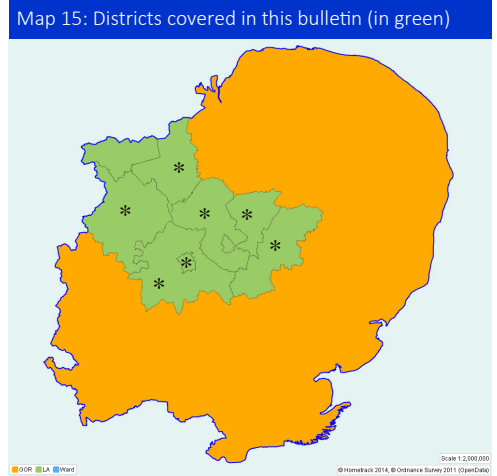 Map 15: Districts covered in this bulletin (in green)
*
*
*
*
*
*
*
Scale 1:2,000,000
GOR LA Ward
© Hometrack 2014, © Ordnance Survey 2011 (OpenData)